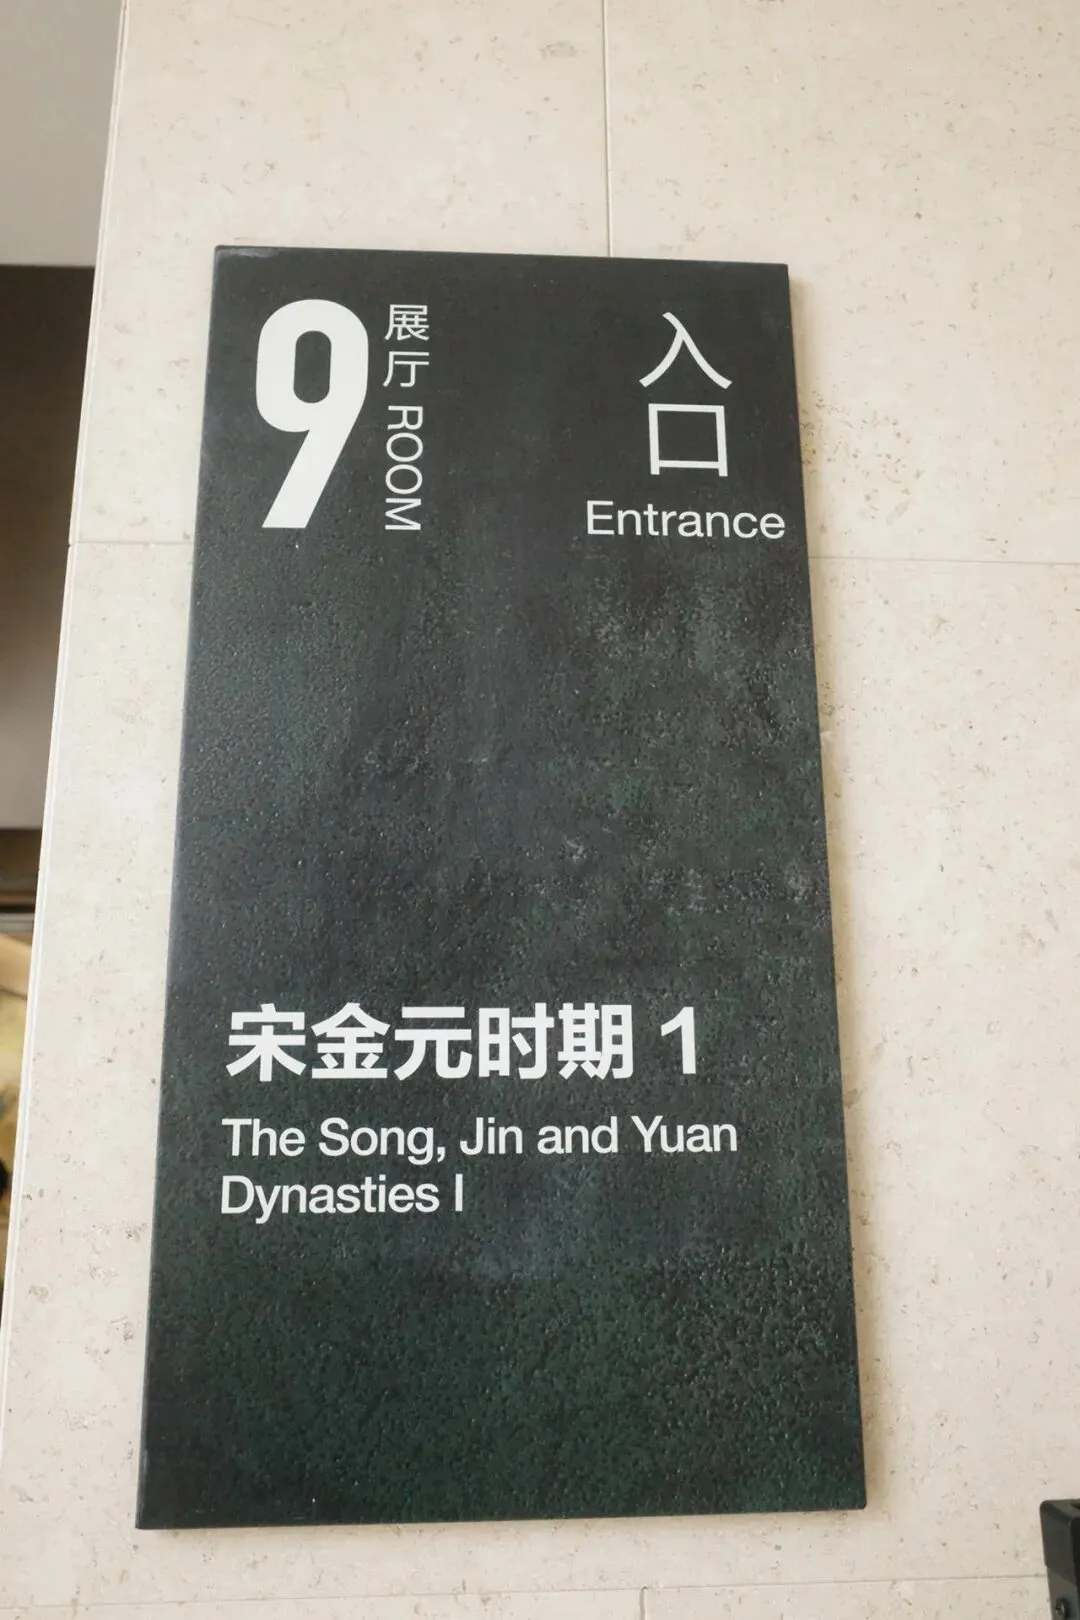 9 展厅 ROOM
入口
Entrance
宋金元时期 1
The Song, Jin and Yuan
Dynasties I